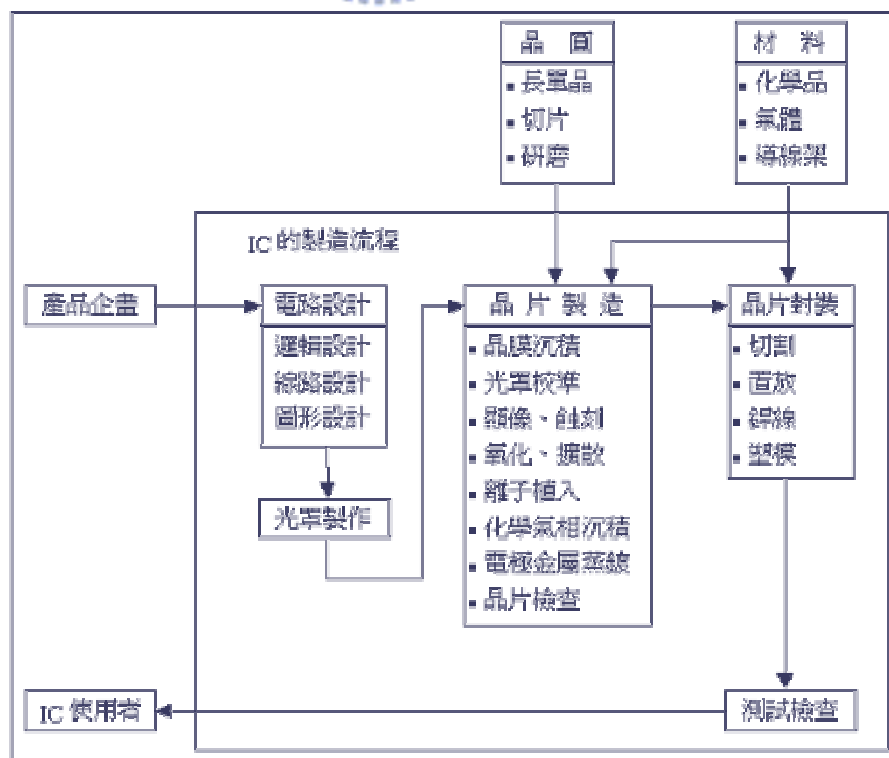 晶 圓
▪ 長單晶
▪ 切片
▪ 研磨
材 料
▪ 化學品
▪ 氣體
▪ 導線架
IC 的製造流程
產品企畫
電路設計
邏輯設計
線路設計
圖形設計
光罩製作
晶 片 製 造
▪ 晶膜沉積
▪ 光罩校準
▪ 顯像、蝕刻
▪ 氧化、擴散
▪ 離子植入
▪ 化學氣相沉積
▪ 電極金屬蒸鍍
▪ 晶片檢查
晶片封裝
▪ 切割
▪ 置放
▪ 銲線
▪ 塑模
IC 使用者
測試檢查